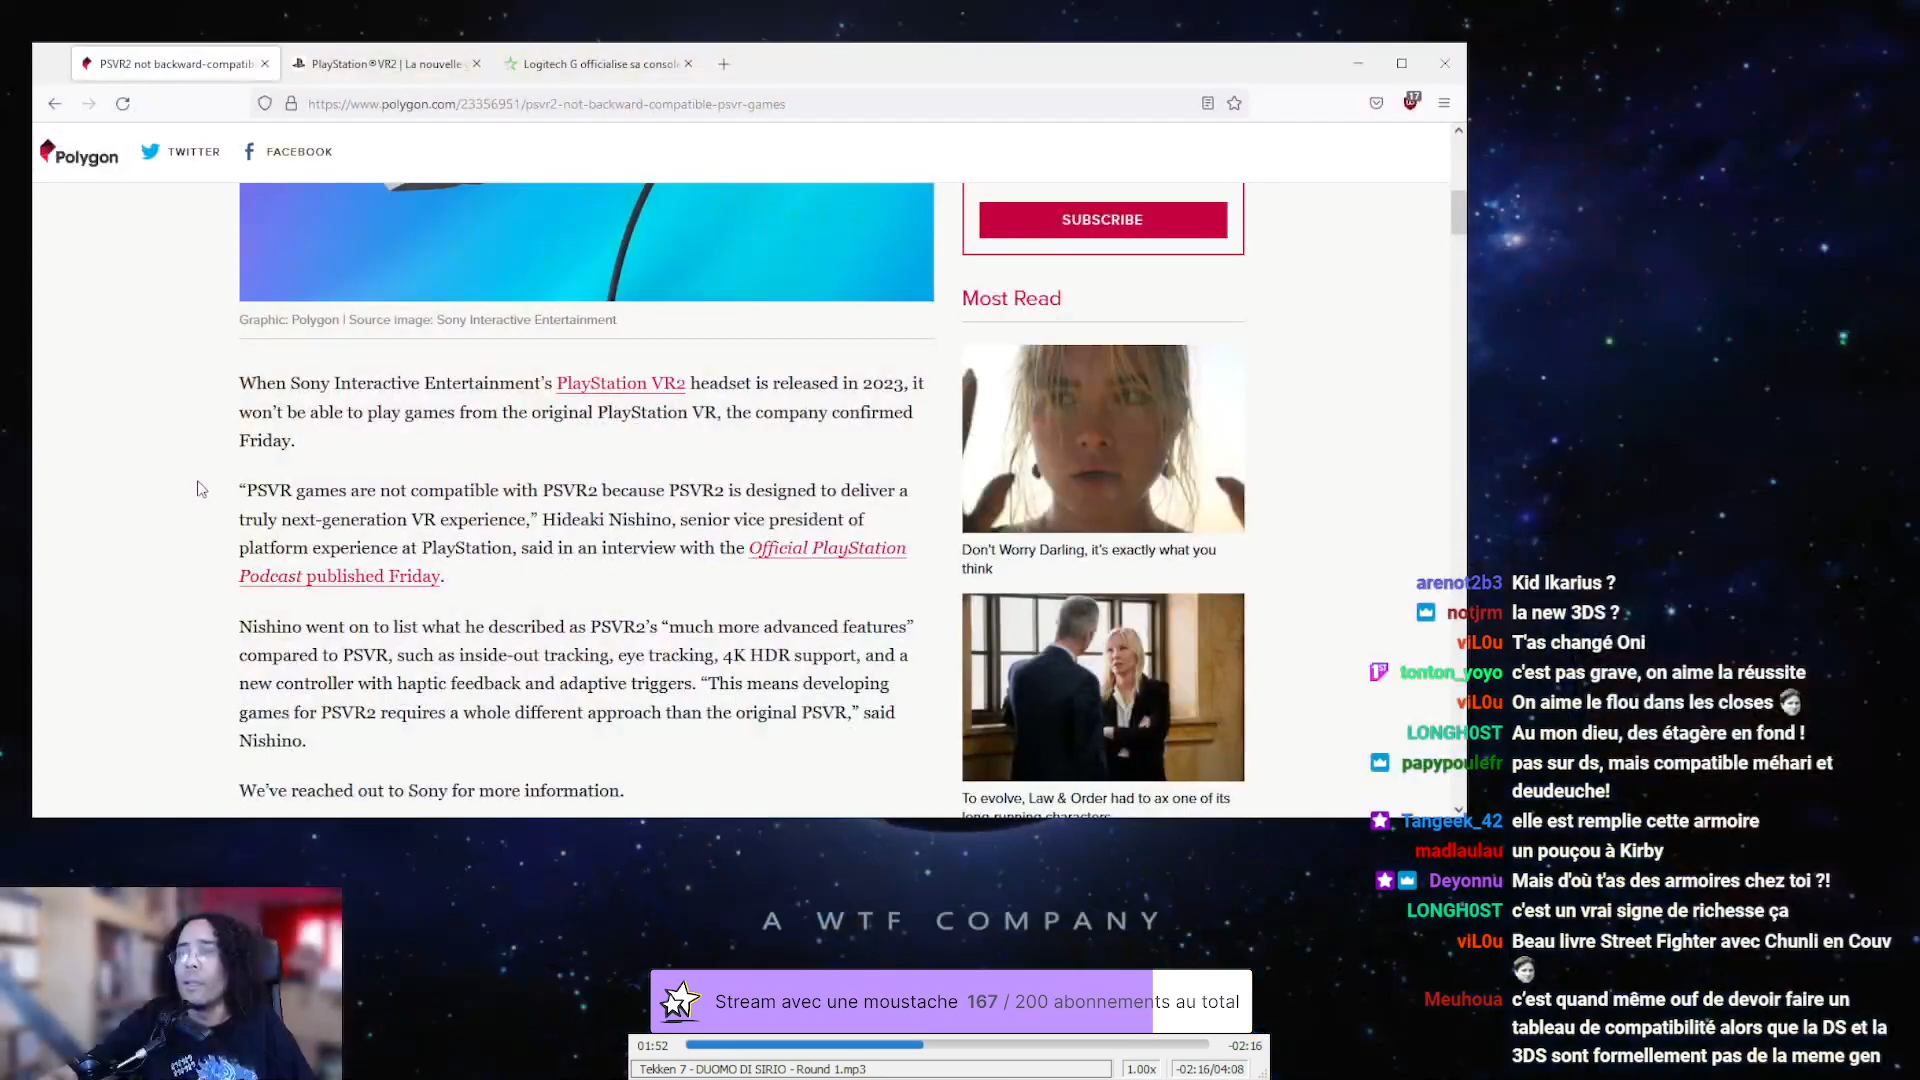 PSVR2 not backward-compatib
PlayStation®VR2 | La nouvelle
Logitech G officialise sa console
https://www.polygon.com/23356951/psvr2-not-backward-compatible-psvr-games
17
Polygon
TWITTER
FACEBOOK
SUBSCRIBE
Graphic: Polygon | Source image: Sony Interactive Entertainment
When Sony Interactive Entertainment's PlayStation VR2 headset is released in 2023, it
won't be able to play games from the original PlayStation VR, the company confirmed
Friday.
“PSVR games are not compatible with PSVR2 because PSVR2 is designed to deliver a
truly next-generation VR experience,” Hideaki Nishino, senior vice president of
platform experience at PlayStation, said in an interview with the Official PlayStation
Podcast published Friday.
Nishino went on to list what he described as PSVR2's “much more advanced features”
compared to PSVR, such as inside-out tracking, eye tracking, 4K HDR support, and a
new controller with haptic feedback and adaptive triggers. “This means developing
games for PSVR2 requires a whole different approach than the original PSVR,” said
Nishino.
We've reached out to Sony for more information.
Most Read
Don't Worry Darling, it's exactly what you
think
To evolve, Law & Order had to ax one of its
long-running characters
arenot2b3 Kid Ikarius ?
notjrm la new 3DS ?
viL0u T'as changé Oni
tonton_yoyo c'est pas grave, on aime la réussite
viL0u On aime le flou dans les closes
LONGH0ST Au mon dieu, des étagère en fond !
papypoulefr pas sur ds, mais compatible méhari et
deudeuche!
Tangeek_42 elle est remplie cette armoire
madlaulau un pouçou à Kirby
Deyonnu Mais d'où t'as des armoires chez toi ?!
LONGH0ST c'est un vrai signe de richesse ça
viL0u Beau livre Street Fighter avec Chunli en Couv
Meuhoua c'est quand même ouf de devoir faire un
tableau de compatibilité alors que la DS et la
3DS sont formellement pas de la meme gen
A WTF COMPANY
Stream avec une moustache 167 / 200 abonnements au total
01:52
-02:16
Tekken 7 - DUOMO DI SIRIO - Round 1.mp3
1.00x
-02:16/04:08